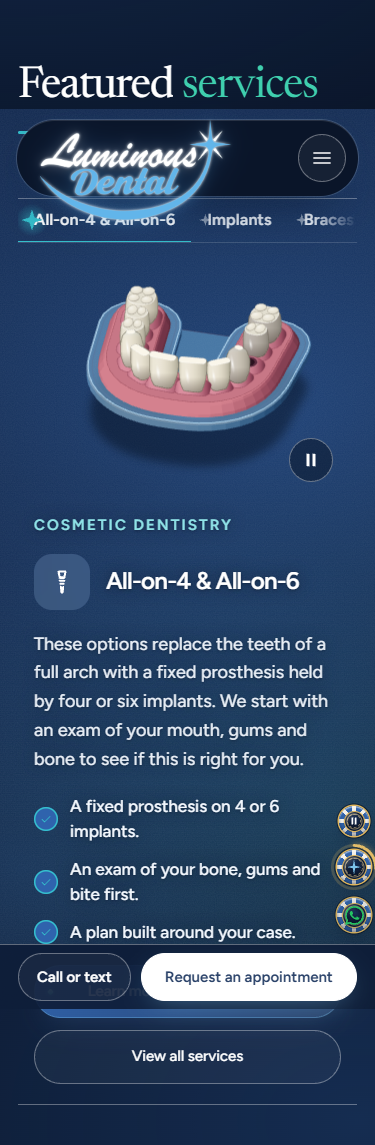 Featured services
Luminous
Dental
All-on-4 & All-on-6
Implants
Braces
COSMETIC DENTISTRY
All-on-4 & All-on-6
These options replace the teeth of a
full arch with a fixed prosthesis held
by four or six implants. We start with
an exam of your mouth, gums and
bone to see if this is right for you.
A fixed prosthesis on 4 or 6
implants.
An exam of your bone, gums and
bite first.
A plan built around your case.
Call or text
Request an appointment
View all services